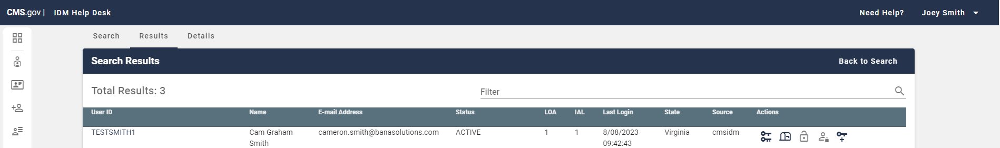 CMS.gov | IDM Help Desk Need Help? Joey Smith
Search Results Details
Search Results Back to Search
Total Results: 3 Filter
User ID Name E-mail Address Status LOA IAL Last Login State Source Actions
TESTSMITH1 Cam Graham cameron.smith@banasolutions.com ACTIVE 1 1 8/08/2023 Virginia cmsidm
Smith 09:42:43